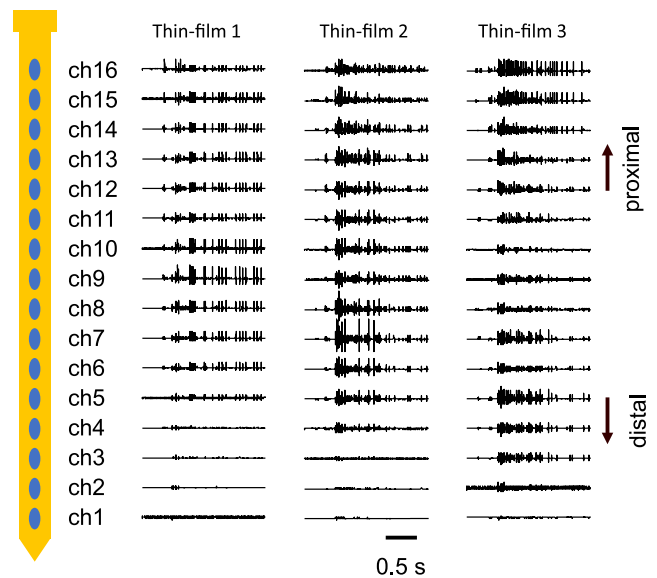 Thin-film 1 Thin-film 2 Thin-film 3
ch16
ch15
ch14
ch13
ch12
ch11
ch10
ch9
ch8
ch7
ch6
ch5
ch4
ch3
ch2
ch1
proximal
distal
0.5 s